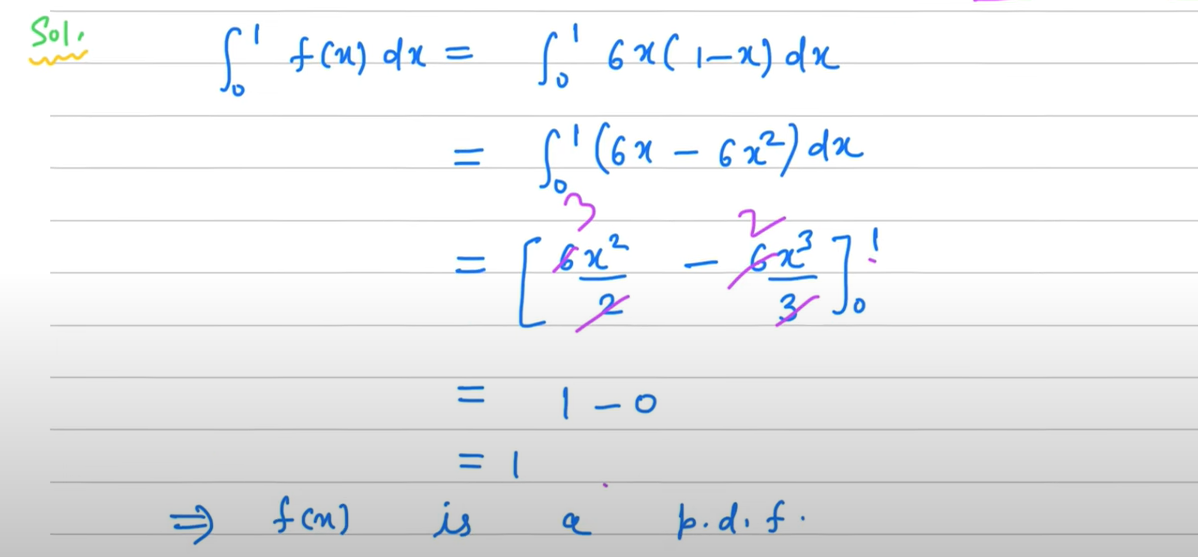 Sol.
∫₀¹ f(x) dx = ∫₀¹ 6x(1-x) dx
= ∫₀¹ (6x - 6x²) dx
3 2
= [6x²/2 - 6x³/3]₀¹
= 1 - 0
= 1
⇒ f(x) is a p.d.f.